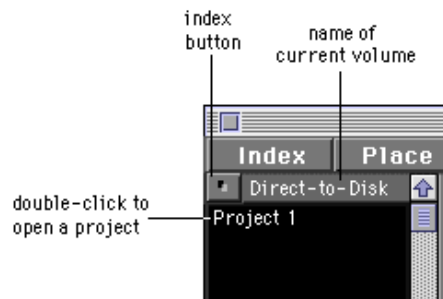 index
button
name of
current volume
Index Place
Direct-to-Disk
double-click to
open a project
Project 1